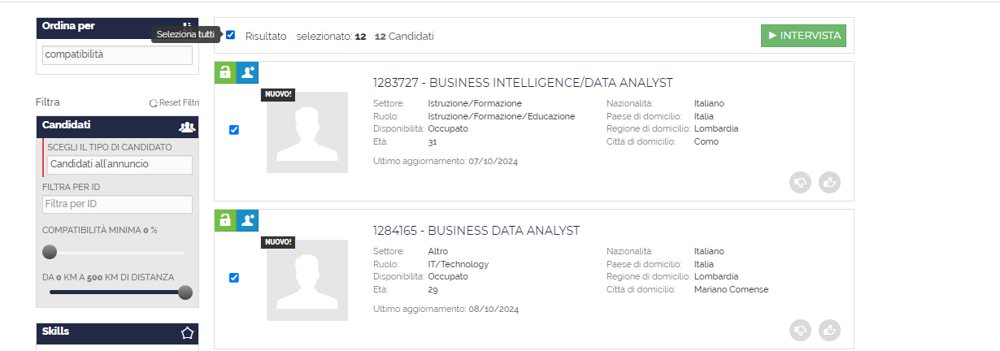 Ordina per
compatibilità
Seleziona tutti
Risultato selezionato: 12 12 Candidati
INTERVISTA
Filtra
Reset Filtri
Candidati
SCEGLI IL TIPO DI CANDIDATO
Candidati all'annuncio
FILTRA PER ID
Filtra per ID
COMPATIBILITÀ MINIMA 0 %
DA 0 KM A 500 KM DI DISTANZA
Skills
NUOVO!
1283727 - BUSINESS INTELLIGENCE/DATA ANALYST
Settore: Istruzione/Formazione
Ruolo: Istruzione/Formazione/Educazione
Disponibilità: Occupato
Età: 31
Nazionalità: Italiano
Paese di domicilio: Italia
Regione di domicilio: Lombardia
Città di domicilio: Como
Ultimo aggiornamento: 07/10/2024
NUOVO!
1284165 - BUSINESS DATA ANALYST
Settore: Altro
Ruolo: IT/Technology
Disponibilità: Occupato
Età: 29
Nazionalità: Italiano
Paese di domicilio: Italia
Regione di domicilio: Lombardia
Città di domicilio: Mariano Comense
Ultimo aggiornamento: 08/10/2024